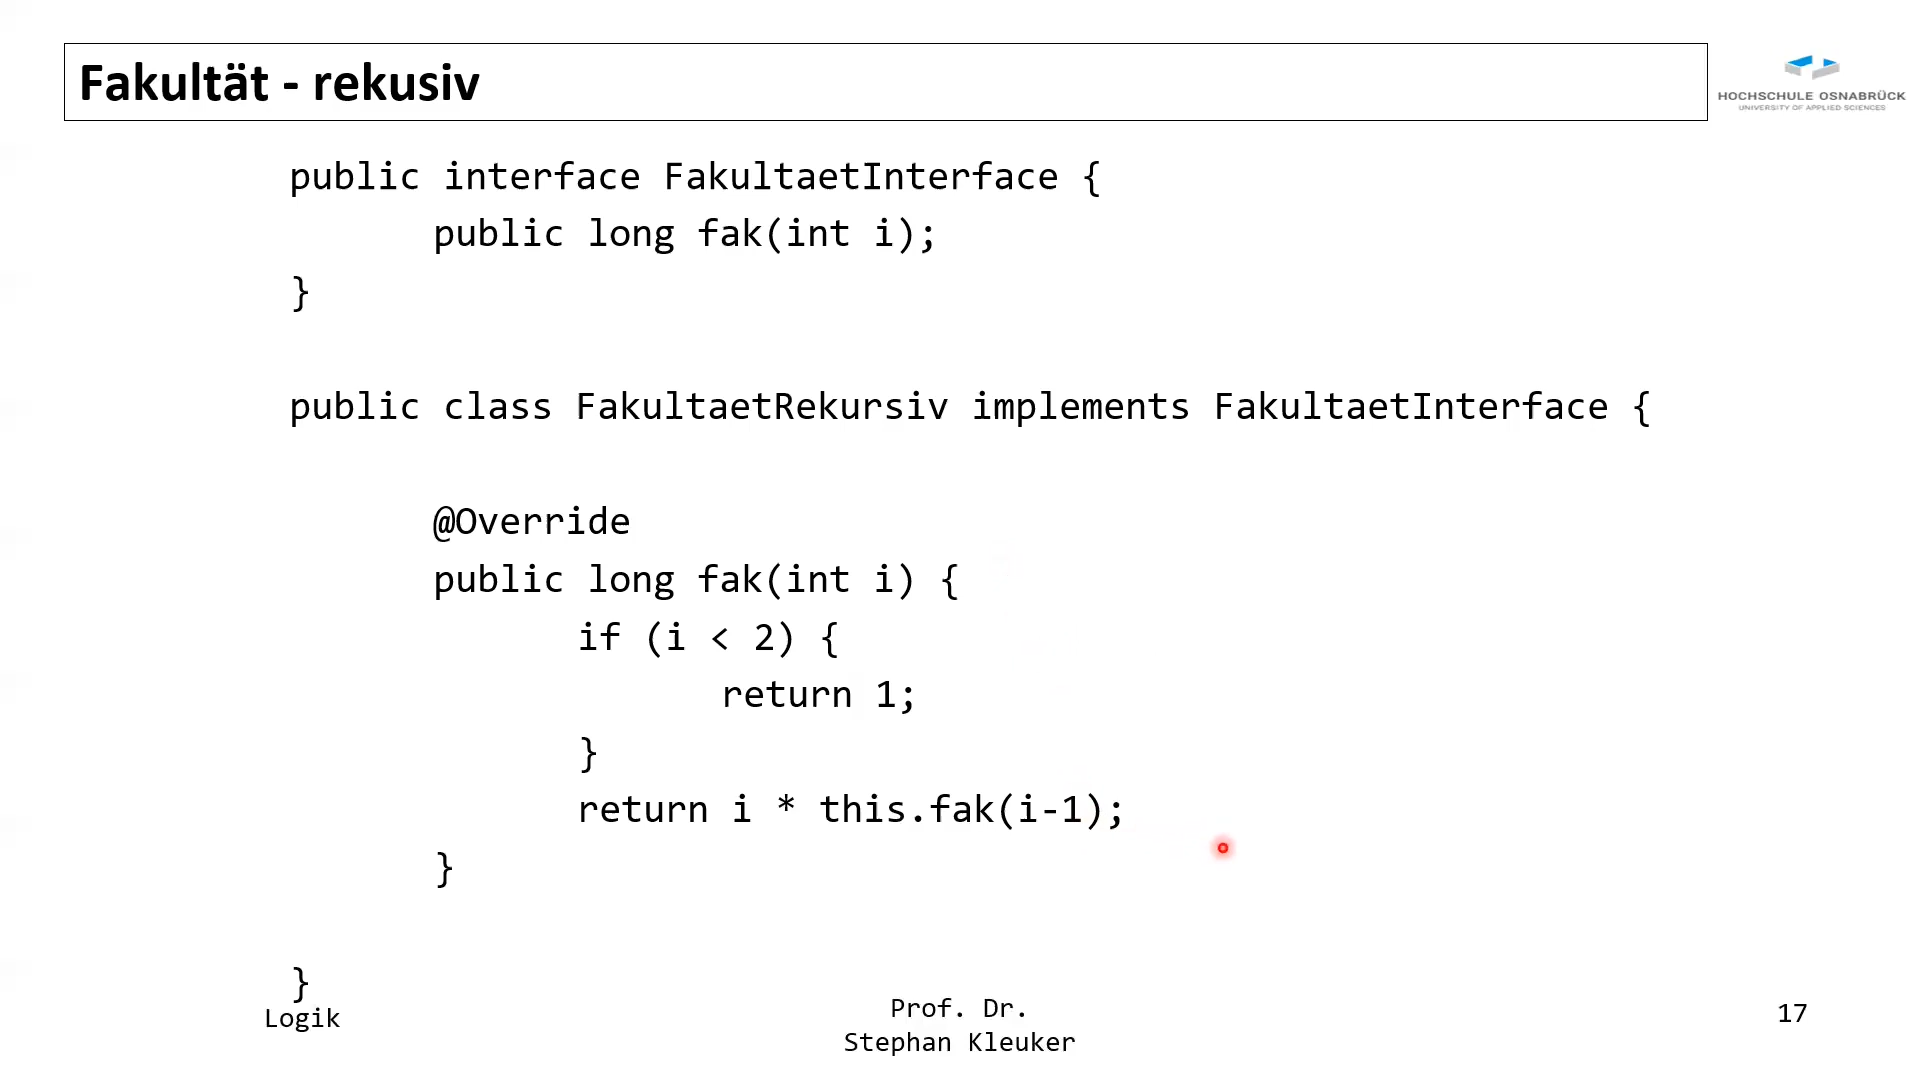 Fakultät - rekusiv
HOCHSCHULE OSNABRÜCK
UNIVERSITY OF APPLIED SCIENCES
public interface FakultaetInterface {
public long fak(int i);
}
public class FakultaetRekursiv implements FakultaetInterface {
@Override
public long fak(int i) {
if (i < 2) {
return 1;
}
return i * this.fak(i-1);
}
}
Logik
Prof. Dr.
Stephan Kleuker
17